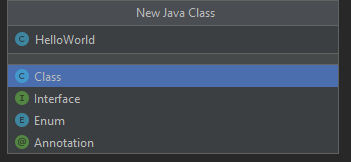 New Java Class
C HelloWorld
C Class
I Interface
E Enum
@ Annotation